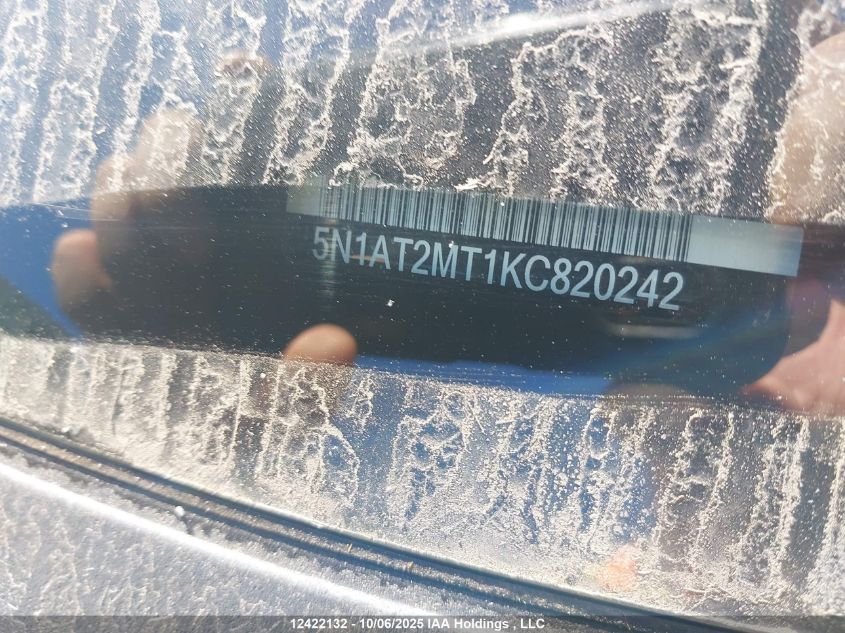 5N1AT2MT1KC820242
12422132 - 10/06/2025 IAA Holdings , LLC